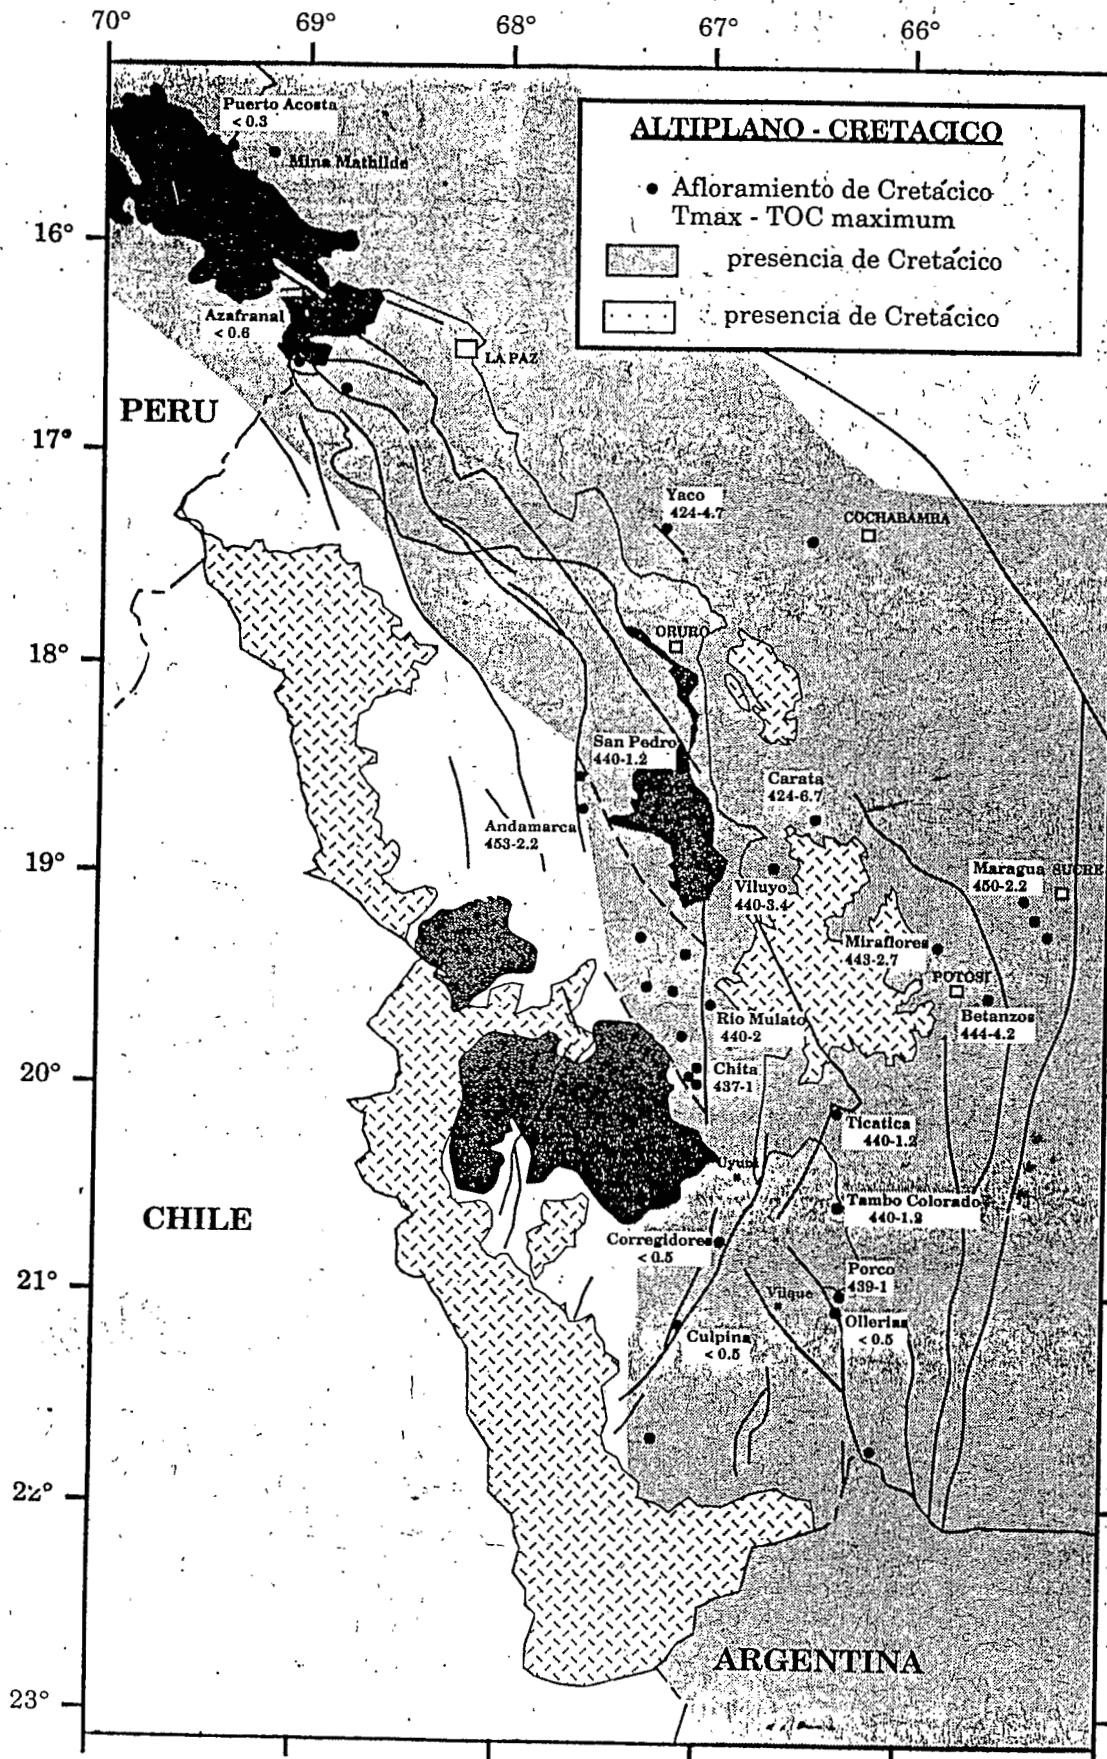 70°
69°
68°
67°
66°
ALTIPLANO - CRETACICO
Afloramiento de Cretácico
Tmax - TOC maximum
presencia de Cretácico
presencia de Cretácico
Puerto Acosta
< 0.3
Mina Mathilde
16°
Azafranal
< 0.6
LA PAZ
PERU
17°
Yaco
424-4.7
COCHABAMBA
18°
ORURO
San Pedro
440-1.2
Carata
424-6.7
Andamarca
453-2.2
19°
Viluyo
440-3.4
Maragua
450-2.2
SUCRE
Miraflores
443-2.7
POTOSI
Betanzos
444-4.2
Rio Mulato
440-2
20°
Chita
437-1
Ticatica
440-1.2
Uyuni
Tambo Colorado
440-1.2
CHILE
Corregidores
< 0.5
21°
Porco
439-1
Vilque
Ollerias
< 0.5
Culpina
< 0.5
22°
ARGENTINA
23°